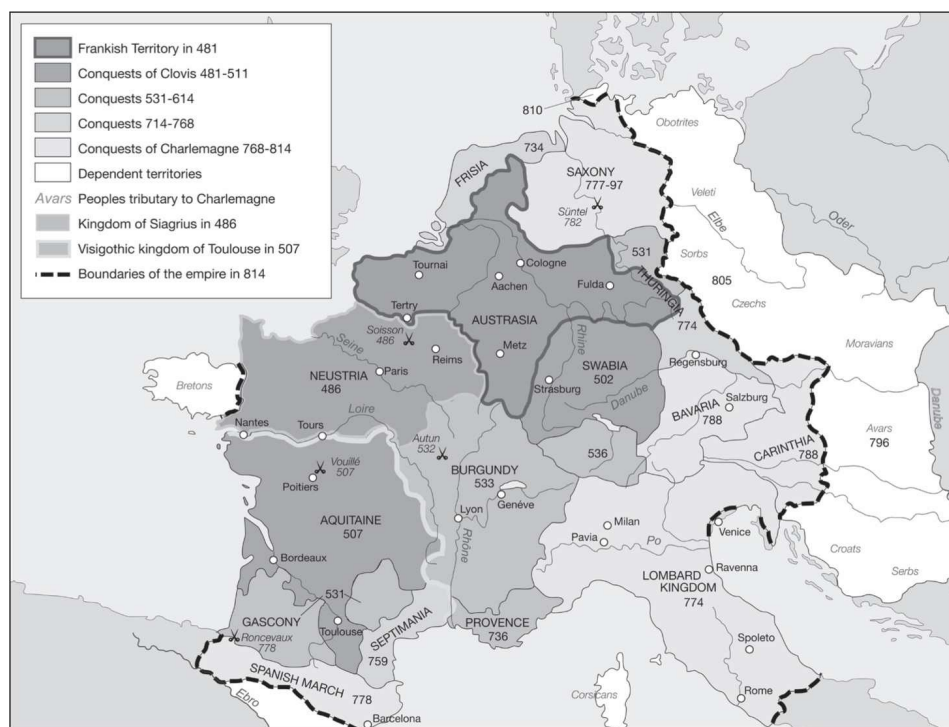 Frankish Territory in 481
Conquests of Clovis 481-511
Conquests 531-614
Conquests 714-768
Conquests of Charlemagne 768-814
Dependent territories
Avars Peoples tributary to Charlemagne
Kingdom of Siagrius in 486
Visigothic kingdom of Toulouse in 507
Boundaries of the empire in 814
810
Obotrites
734
FRISIA
SAXONY
777-97
Veleti
Süntel
782
Elbe
Oder
531
Sorbs
805
Tournai
Cologne
Aachen
Fulda
THURINGIA
774
Czechs
Tertry
Soisson
486
AUSTRASIA
Rhine
Moravians
Seine
Reims
Metz
Paris
SWABIA
502
Regensburg
Bretons
NEUSTRIA
486
Strasburg
Danube
BAVARIA
788
Salzburg
Danube
Loire
Nantes
Tours
Autun
532
536
CARINTHIA
788
Avars
796
Vouillé
507
Poitiers
BURGUNDY
533
Genéve
AQUITAINE
507
Lyon
Milan
Venice
Pavia
Po
Rhône
Croats
Bordeaux
Ravenna
Serbs
LOMBARD
KINGDOM
774
531
GASCONY
Toulouse
SEPTIMANIA
759
PROVENCE
736
Roncevaux
778
Spoleto
SPANISH MARCH
778
Ebro
Barcelona
Corsicans
Rome